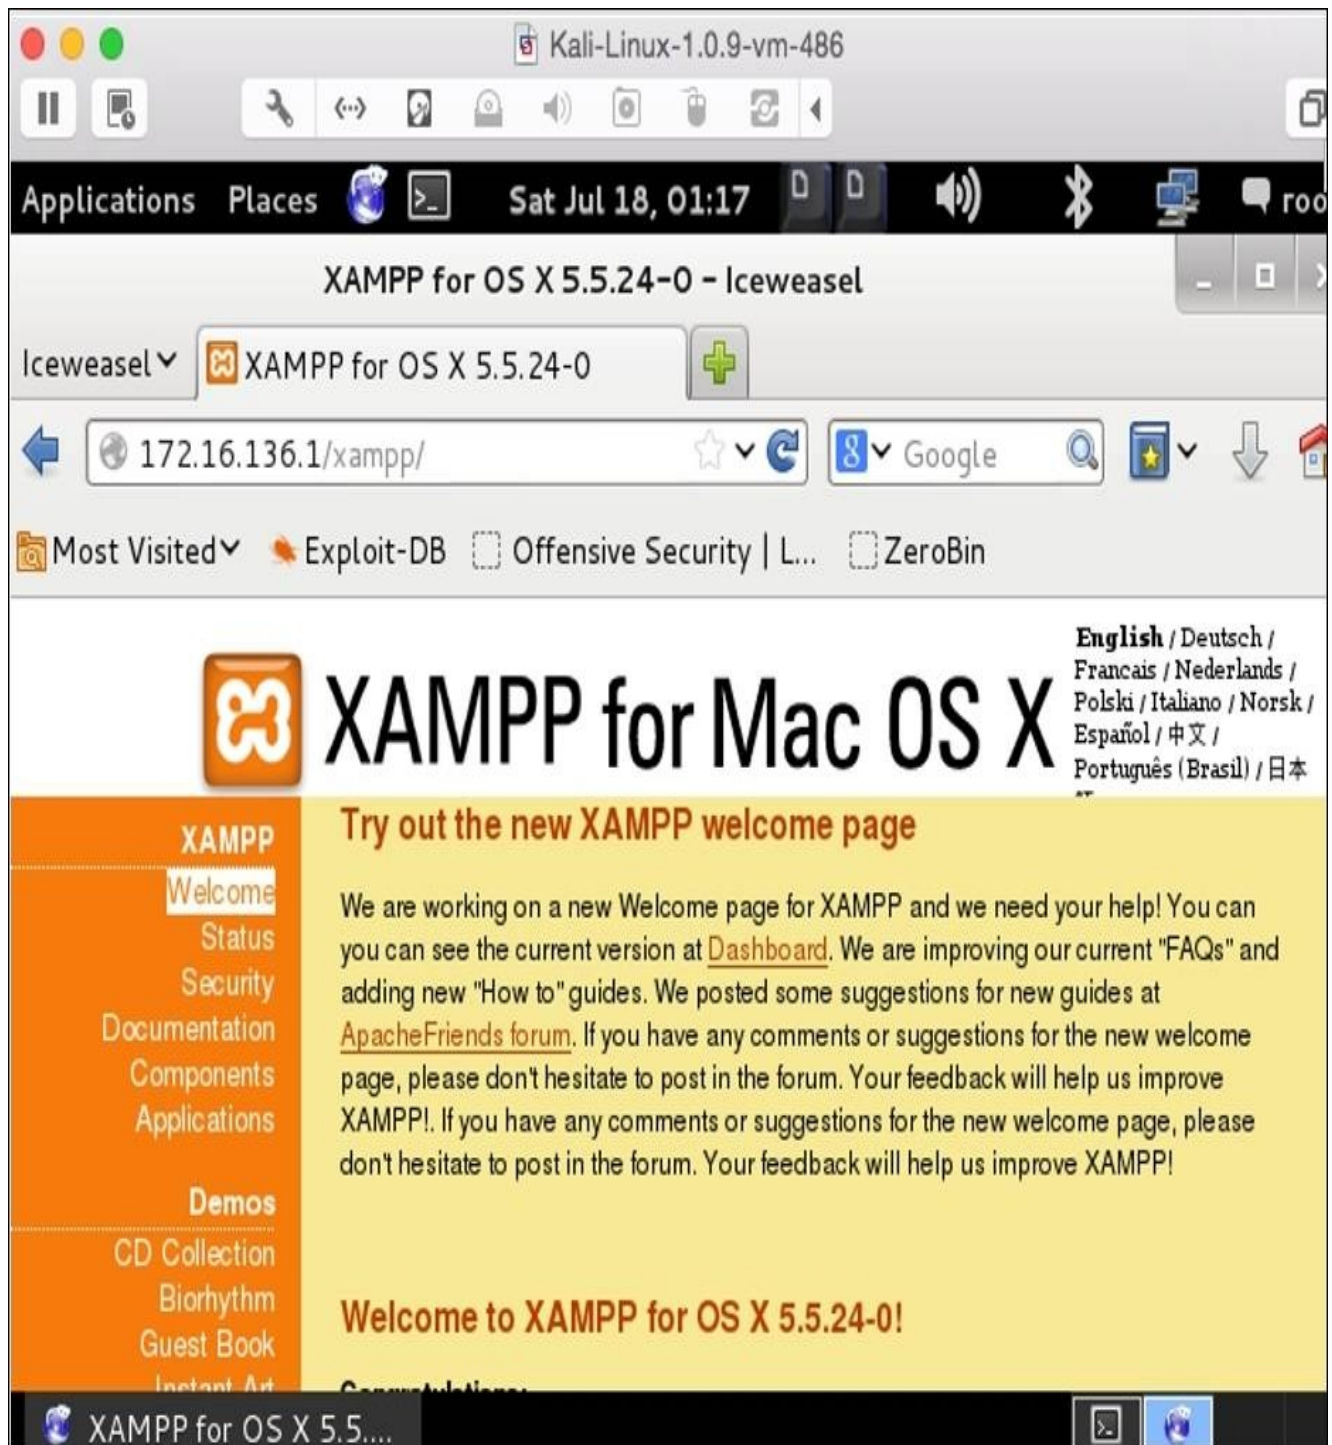 Kali-Linux-1.0.9-vm-486
Applications Places Sat Jul 18, 01:17 roo
XAMPP for OS X 5.5.24-0 - Iceweasel
Iceweasel XAMPP for OS X 5.5.24-0
172.16.136.1/xampp/ 8 Google
Most Visited Exploit-DB Offensive Security | L... ZeroBin
XAMPP for Mac OS X
English / Deutsch /
Francais / Nederlands /
Polski / Italiano / Norsk /
Español / 中文 /
Português (Brasil) / 日本
XAMPP
Welcome
Status
Security
Documentation
Components
Applications
Demos
CD Collection
Biorhythm
Guest Book
Instant Art
Try out the new XAMPP welcome page
We are working on a new Welcome page for XAMPP and we need your help! You can
you can see the current version at Dashboard. We are improving our current "FAQs" and
adding new "How to" guides. We posted some suggestions for new guides at
ApacheFriends forum. If you have any comments or suggestions for the new welcome
page, please don't hesitate to post in the forum. Your feedback will help us improve
XAMPP!. If you have any comments or suggestions for the new welcome page, please
don't hesitate to post in the forum. Your feedback will help us improve XAMPP!
Welcome to XAMPP for OS X 5.5.24-0!
XAMPP for OS X 5.5....